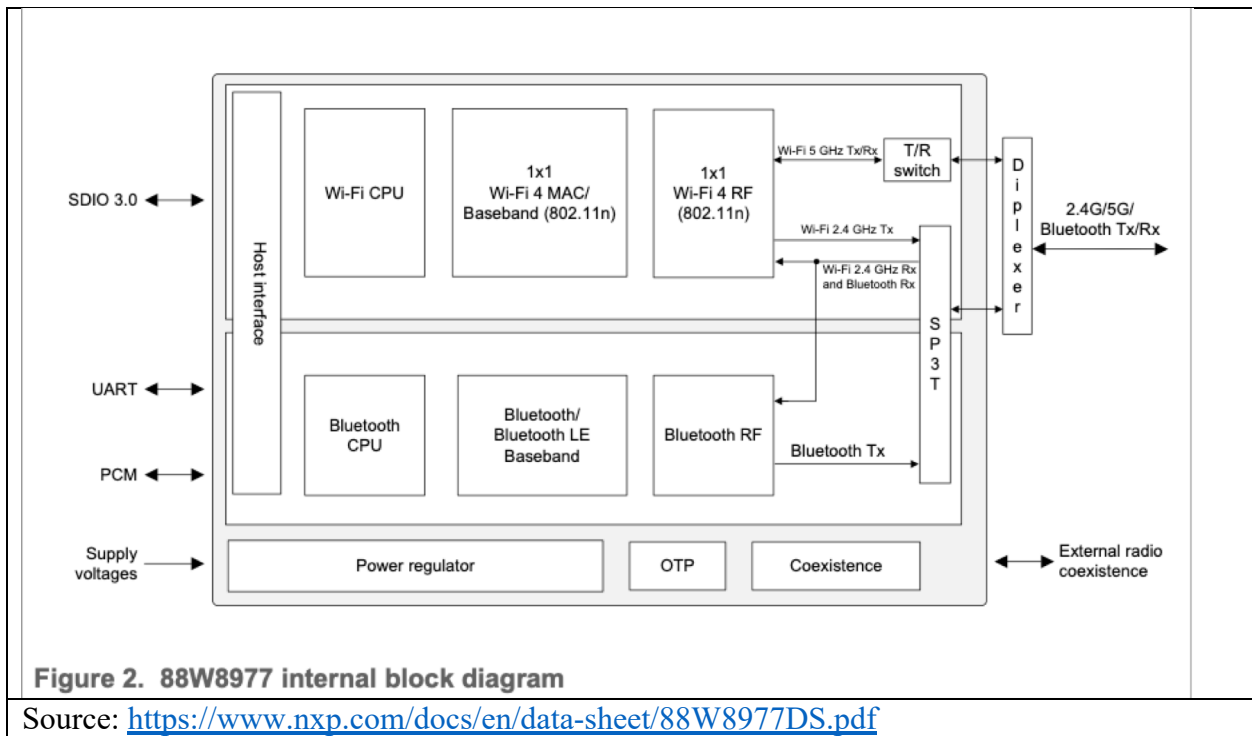 SDIO 3.0
UART
PCM
Supply
voltages
Host interface
Wi-Fi CPU
1x1
Wi-Fi 4 MAC/
Baseband (802.11n)
1x1
Wi-Fi 4 RF
(802.11n)
Wi-Fi 5 GHz Tx/Rx
T/R
switch
Wi-Fi 2.4 GHz Tx
Wi-Fi 2.4 GHz Rx
and Bluetooth Rx
Diplexer
2.4G/5G/
Bluetooth Tx/Rx
SP3T
Bluetooth
CPU
Bluetooth/
Bluetooth LE
Baseband
Bluetooth RF
Bluetooth Tx
Power regulator
OTP
Coexistence
External radio
coexistence
Figure 2. 88W8977 internal block diagram
Source: https://www.nxp.com/docs/en/data-sheet/88W8977DS.pdf